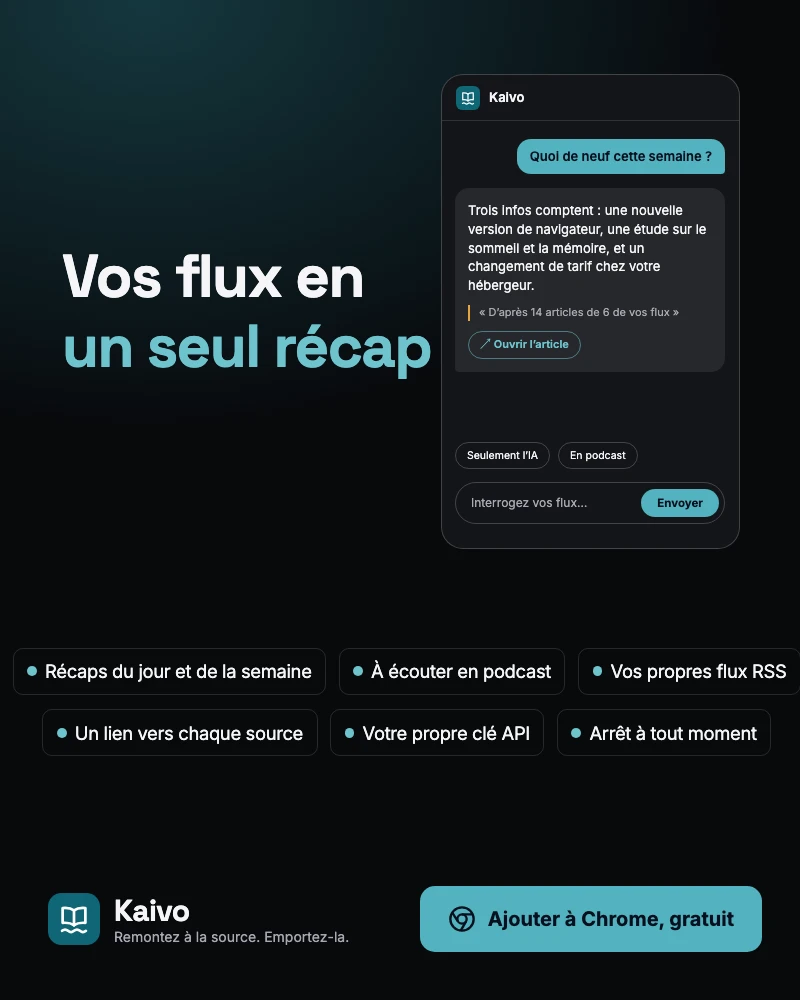 Kaivo
Quoi de neuf cette semaine ?
Trois infos comptent : une nouvelle
version de navigateur, une étude sur le
sommeil et la mémoire, et un
changement de tarif chez votre
hébergeur.
« D’après 14 articles de 6 de vos flux »
↗ Ouvrir l’article
Seulement l’IA
En podcast
Interrogez vos flux…
Envoyer
Vos flux en
un seul récap
Récaps du jour et de la semaine
À écouter en podcast
Vos propres flux RSS
Un lien vers chaque source
Votre propre clé API
Arrêt à tout moment
Kaivo
Remontez à la source. Emportez-la.
Ajouter à Chrome, gratuit